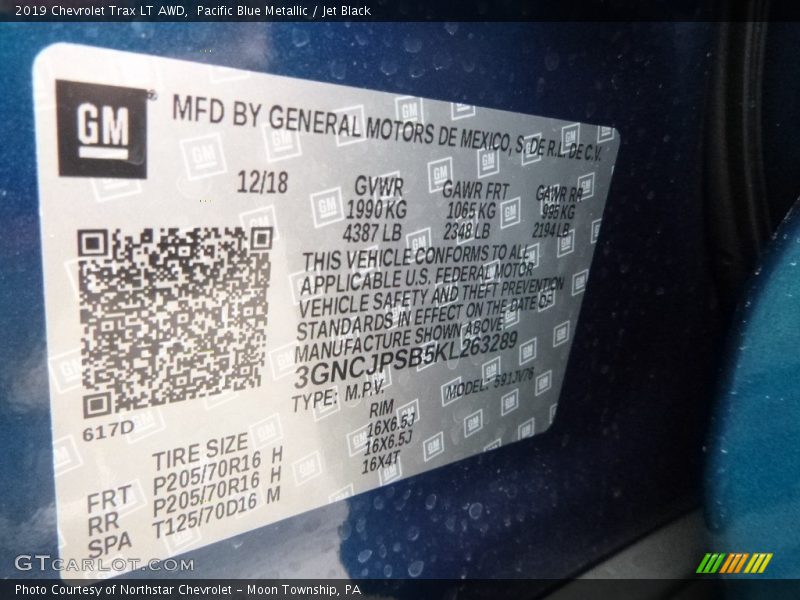 2019 Chevrolet Trax LT AWD, Pacific Blue Metallic / Jet Black
GM
MFD BY GENERAL MOTORS DE MEXICO, S. DE R.L. DE C.V.
12/18 GVWR GAWR FRT GAWR RR
1990 KG 1065 KG 995 KG
4387 LB 2348 LB 2194 LB
THIS VEHICLE CONFORMS TO ALL
APPLICABLE U.S. FEDERAL MOTOR
VEHICLE SAFETY AND THEFT PREVENTION
STANDARDS IN EFFECT ON THE DATE OF
MANUFACTURE SHOWN ABOVE
3GNCJPSB5KL263289
TYPE: M.P.V. MODEL: 591JV76
617D
TIRE SIZE RIM
FRT P205/70R16 H 16X6.5J
RR P205/70R16 H 16X6.5J
SPA T125/70D16 M 16X4T
GTcarlot.com
Photo Courtesy of Northstar Chevrolet – Moon Township, PA